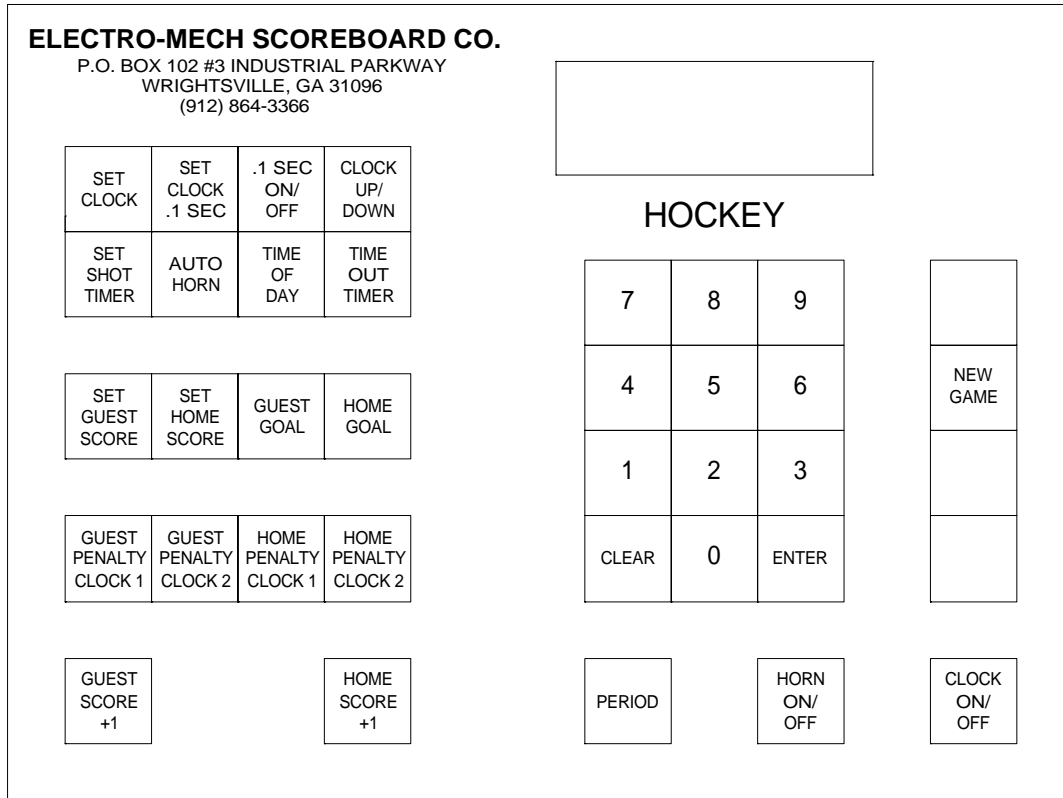 ELECTRO-MECH SCOREBOARD CO.
P.O. BOX 102 #3 INDUSTRIAL PARKWAY
WRIGHTSVILLE, GA 31096
(912) 864-3366
SET
CLOCK
SET
CLOCK
.1 SEC
.1 SEC
ON/
OFF
CLOCK
UP/
DOWN
SET
SHOT
TIMER
AUTO
HORN
TIME
OF
DAY
TIME
OUT
TIMER
SET
GUEST
SCORE
SET
HOME
SCORE
GUEST
GOAL
HOME
GOAL
GUEST
PENALTY
CLOCK 1
GUEST
PENALTY
CLOCK 2
HOME
PENALTY
CLOCK 1
HOME
PENALTY
CLOCK 2
GUEST
SCORE
+1
HOME
SCORE
+1
HOCKEY
7
8
9
4
5
6
1
2
3
CLEAR
0
ENTER
NEW
GAME
PERIOD
HORN
ON/
OFF
CLOCK
ON/
OFF